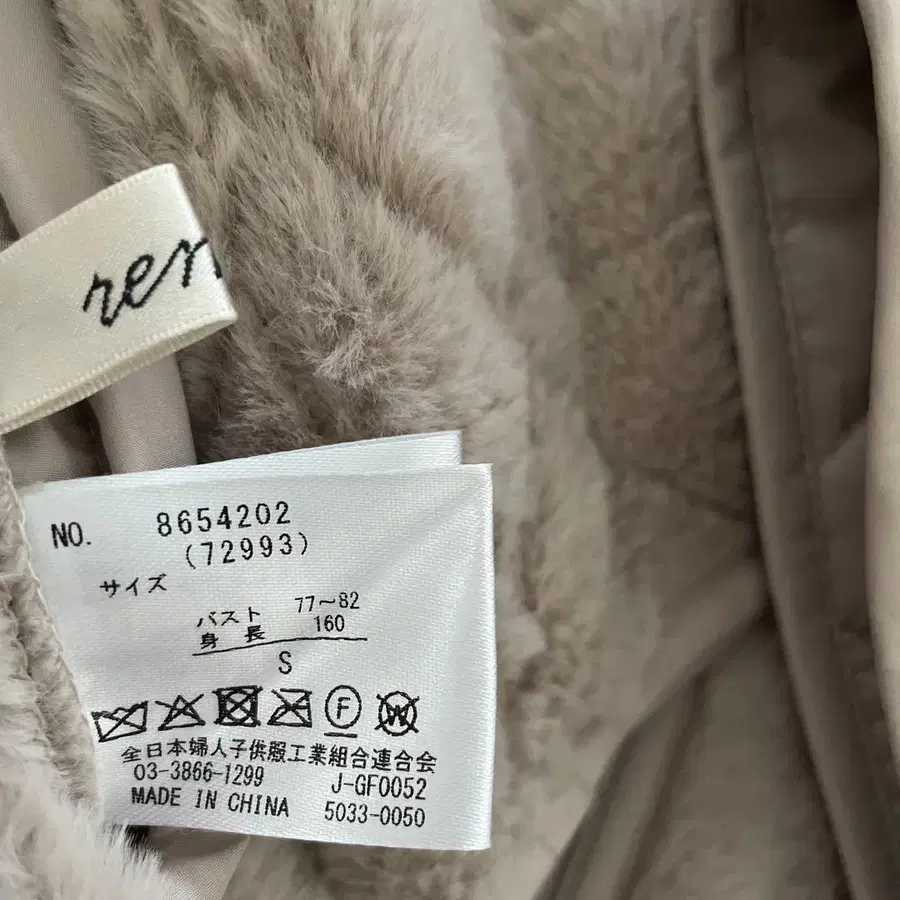 NO. 8654202
(72993)
サイズ
バスト 77～82
身長 160
S
F W
全日本婦人子供服工業組合連合会
03-3866-1299 J-GF0052
MADE IN CHINA 5033-0050